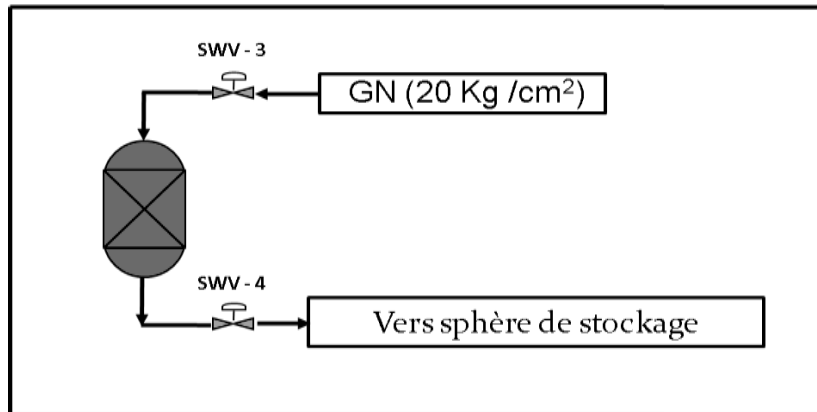 SWV - 3
GN (20 Kg /cm²)
SWV - 4
Vers sphère de stockage